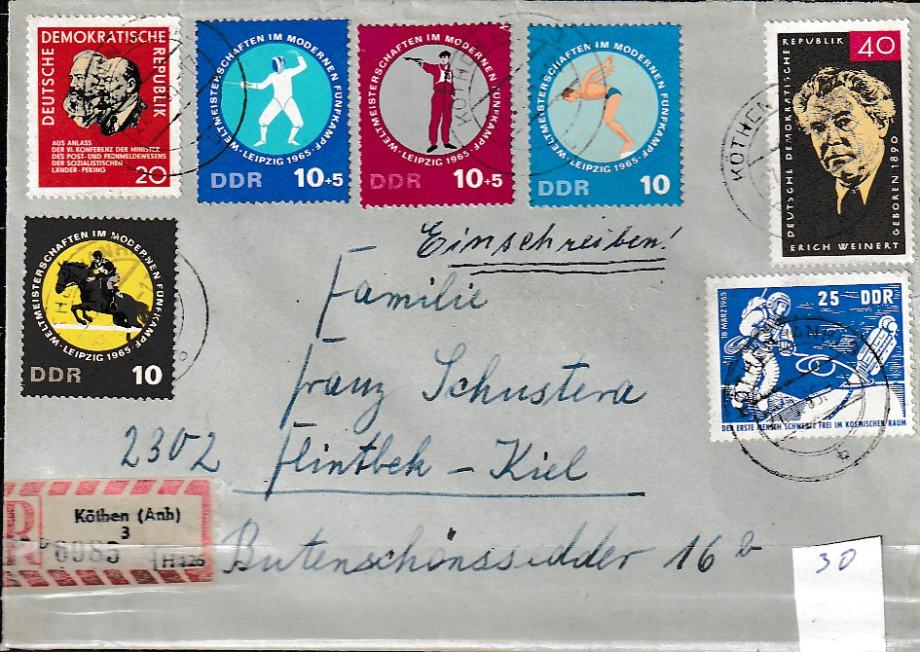 DEUTSCHE DEMOKRATISCHE REPUBLIK
AUS ANLASS
DER VI. KONFERENZ DER MINISTER
DES POST- UND FERNMELDEWESENS
DER SOZIALISTISCHEN
LÄNDER - PEKING
20
WELTMEISTERSCHAFTEN IM MODERNEN FÜNFKAMPF · LEIPZIG 1965 ·
DDR 10+5
WELTMEISTERSCHAFTEN IM MODERNEN FÜNFKAMPF · LEIPZIG 1965 ·
DDR 10+5
WELTMEISTERSCHAFTEN IM MODERNEN FÜNFKAMPF · LEIPZIG 1965 ·
DDR 10
DEUTSCHE DEMOKRATISCHE REPUBLIK 40
ERICH WEINERT GEBOREN 1890
KÖTHEN
WELTMEISTERSCHAFTEN IM MODERNEN FÜNFKAMPF · LEIPZIG 1965 ·
DDR 10
18. MÄRZ 1965
25 DDR
DER ERSTE MENSCH SCHWEBTE FREI IM KOSMISCHEN RAUM
b
Einschreiben!
Familie
Franz Schustera
2302 Flintbek - Kiel
Butenschönssedder 16 b
R
Köthen (Anh)
3
30